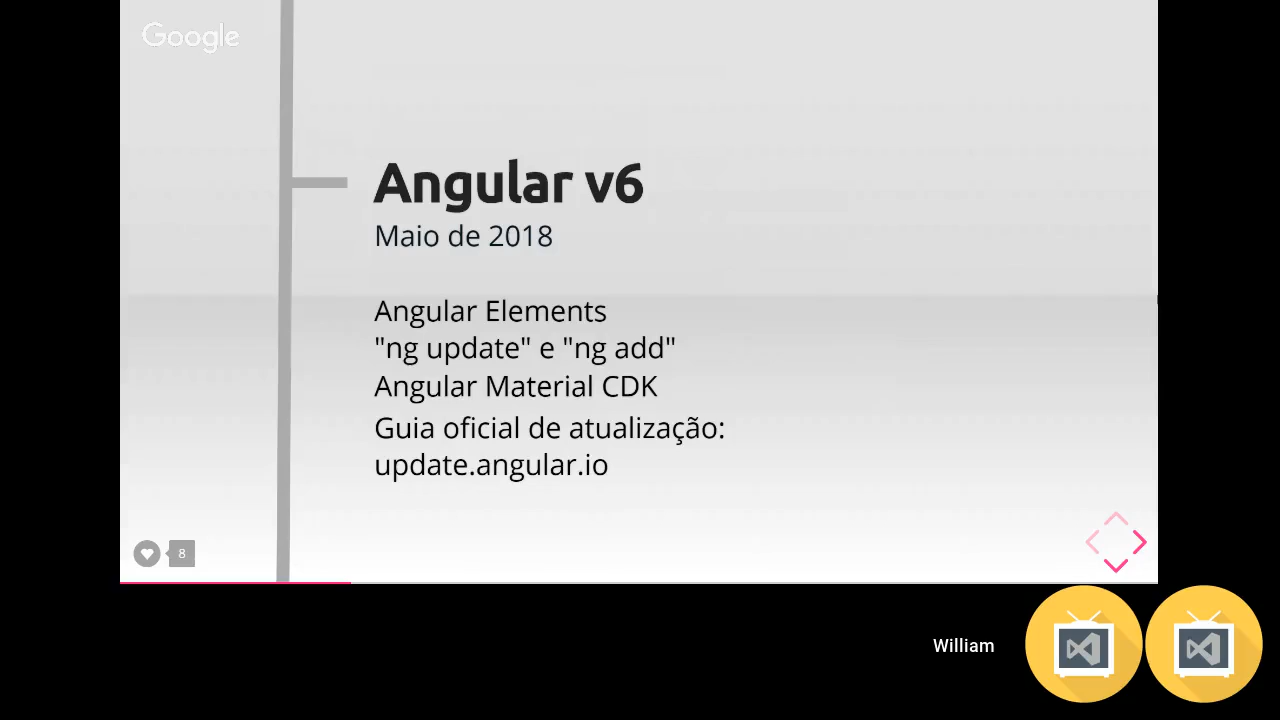 Google
Angular v6
Maio de 2018
Angular Elements
"ng update" e "ng add"
Angular Material CDK
Guia oficial de atualização:
update.angular.io
8
William